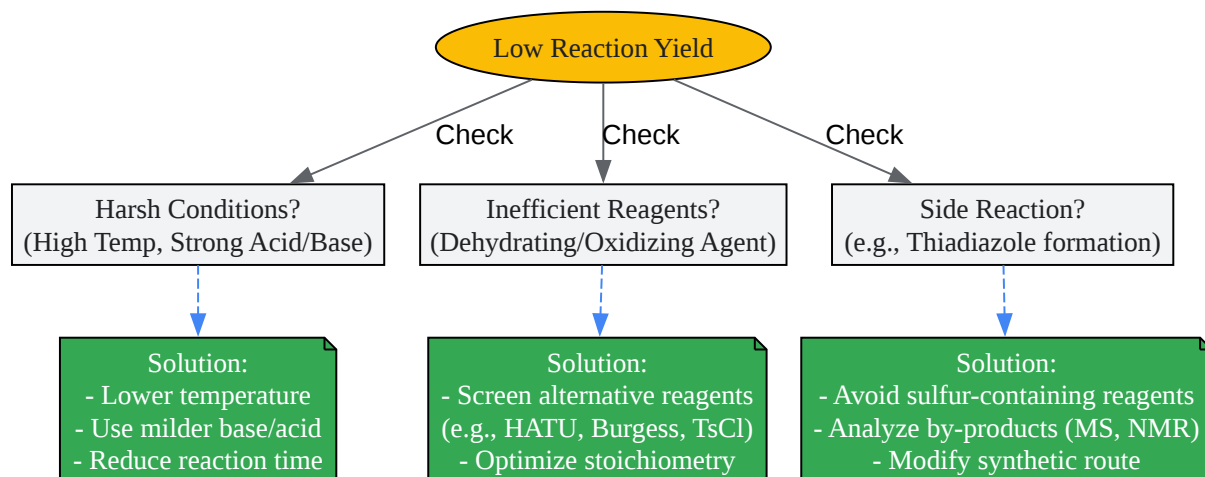 Low Reaction Yield
Check
Check
Check
Harsh Conditions?
(High Temp, Strong Acid/Base)
Inefficient Reagents?
(Dehydrating/Oxidizing Agent)
Side Reaction?
(e.g., Thiadiazole formation)
Solution:
- Lower temperature
- Use milder base/acid
- Reduce reaction time
Solution:
- Screen alternative reagents
(e.g., HATU, Burgess, TsCl)
- Optimize stoichiometry
Solution:
- Avoid sulfur-containing reagents
- Analyze by-products (MS, NMR)
- Modify synthetic route